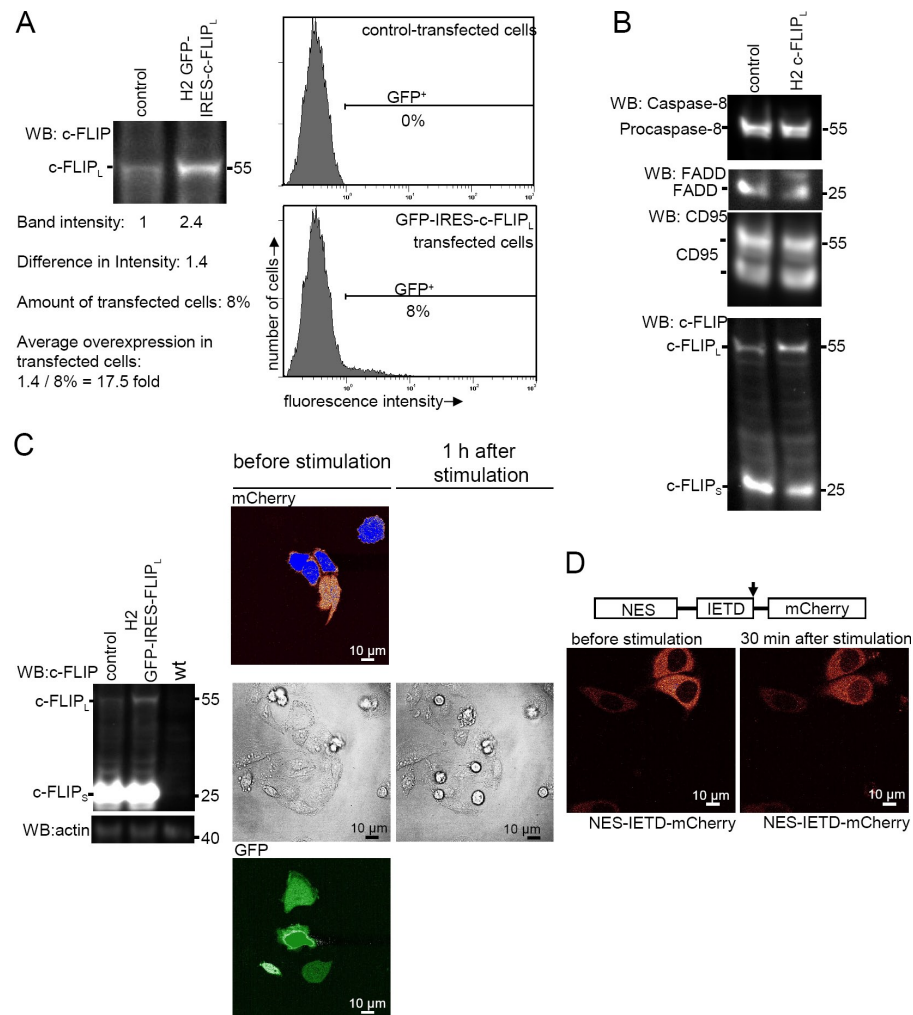 A
control
H2 GFP-
IRES-c-FLIPL
WB: c-FLIP
c-FLIPL
55
Band intensity: 1 2.4
Difference in Intensity: 1.4
Amount of transfected cells: 8%
Average overexpression in
transfected cells:
1.4 / 8% = 17.5 fold
control-transfected cells
GFP+
0%
GFP-IRES-c-FLIPL
transfected cells
GFP+
8%
number of cells
fluorescence intensity
B
control
H2 c-FLIPL
WB: Caspase-8
Procaspase-8
55
WB: FADD
FADD
25
WB: CD95
55
CD95
WB: c-FLIP
c-FLIPL
55
c-FLIPS
25
C
before stimulation
1 h after
stimulation
mCherry
10 µm
control
H2
GFP-IRES-FLIPL
wt
WB:c-FLIP
c-FLIPL
55
c-FLIPS
25
WB:actin
40
10 µm
10 µm
GFP
10 µm
D
NES IETD mCherry
before stimulation
30 min after stimulation
10 µm
10 µm
NES-IETD-mCherry
NES-IETD-mCherry